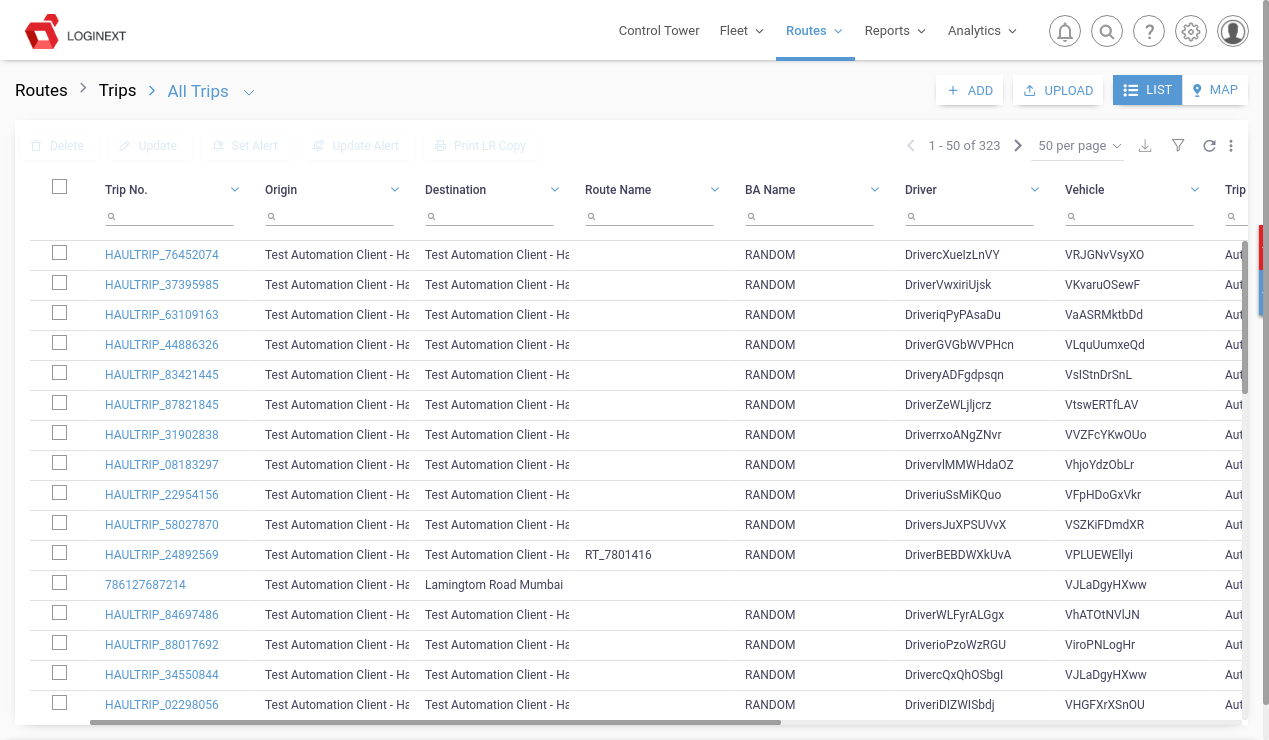 LOGINEXT
Control Tower Fleet Routes Reports Analytics
Routes > Trips > All Trips
ADD UPLOAD LIST MAP
Delete Update Set Alert Update Alert Print LR Copy 1 - 50 of 323 50 per page
Trip No. Origin Destination Route Name BA Name Driver Vehicle Trip
HAULTRIP_76452074 Test Automation Client - Ha Test Automation Client - Ha RANDOM DrivercXueIzLnVY VRJGNvVsyXO Aut
HAULTRIP_37395985 Test Automation Client - Ha Test Automation Client - Ha RANDOM DriverVwxiriUjsk VKvaruOSewF Aut
HAULTRIP_63109163 Test Automation Client - Ha Test Automation Client - Ha RANDOM DriveriqPyPAsaDu VaASRMktbDd Aut
HAULTRIP_44886326 Test Automation Client - Ha Test Automation Client - Ha RANDOM DriverGVGbWVPHcn VLquUumxeQd Aut
HAULTRIP_83421445 Test Automation Client - Ha Test Automation Client - Ha RANDOM DriveryADFgdpsqn VsIStnDrSnL Aut
HAULTRIP_87821845 Test Automation Client - Ha Test Automation Client - Ha RANDOM DriverZeWLjljcrz VtswERTfLAV Aut
HAULTRIP_31902838 Test Automation Client - Ha Test Automation Client - Ha RANDOM DriverrxoANgZNvr VVZFcYKwOUo Aut
HAULTRIP_08183297 Test Automation Client - Ha Test Automation Client - Ha RANDOM DrivervlMMWHdaOZ VhjoYdzObLr Aut
HAULTRIP_22954156 Test Automation Client - Ha Test Automation Client - Ha RANDOM DriveriuSsMiKQuo VFpHDoGxVkr Aut
HAULTRIP_58027870 Test Automation Client - Ha Test Automation Client - Ha RANDOM DriversJuXPSUVvX VSZKiFDmdXR Aut
HAULTRIP_24892569 Test Automation Client - Ha Test Automation Client - Ha RT_7801416 RANDOM DriverBEBDWXkUvA VPLUEWEllyi Aut
786127687214 Test Automation Client - Ha Lamingtom Road Mumbai VJLaDgyHXww Aut
HAULTRIP_84697486 Test Automation Client - Ha Test Automation Client - Ha RANDOM DriverWLFyrALGgx VhATOtNVlJN Aut
HAULTRIP_88017692 Test Automation Client - Ha Test Automation Client - Ha RANDOM DriverioPzoWzRGU ViroPNLogHr Aut
HAULTRIP_34550844 Test Automation Client - Ha Test Automation Client - Ha RANDOM DrivercQxQhOSbgI VJLaDgyHXww Aut
HAULTRIP_02298056 Test Automation Client - Ha Test Automation Client - Ha RANDOM DriveriDIZWISbdj VHGFXrXSnOU Aut